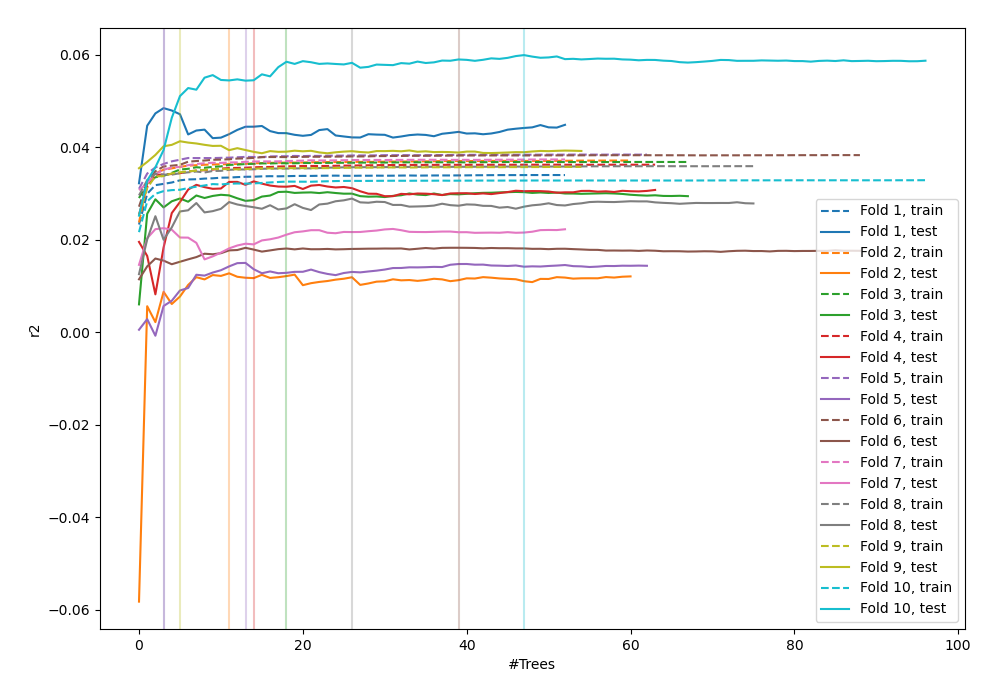 0.06
0.04
0.02
0.00
−0.02
−0.04
−0.06
r2
0
20
40
60
80
100
#Trees
Fold 1, train
Fold 1, test
Fold 2, train
Fold 2, test
Fold 3, train
Fold 3, test
Fold 4, train
Fold 4, test
Fold 5, train
Fold 5, test
Fold 6, train
Fold 6, test
Fold 7, train
Fold 7, test
Fold 8, train
Fold 8, test
Fold 9, train
Fold 9, test
Fold 10, train
Fold 10, test